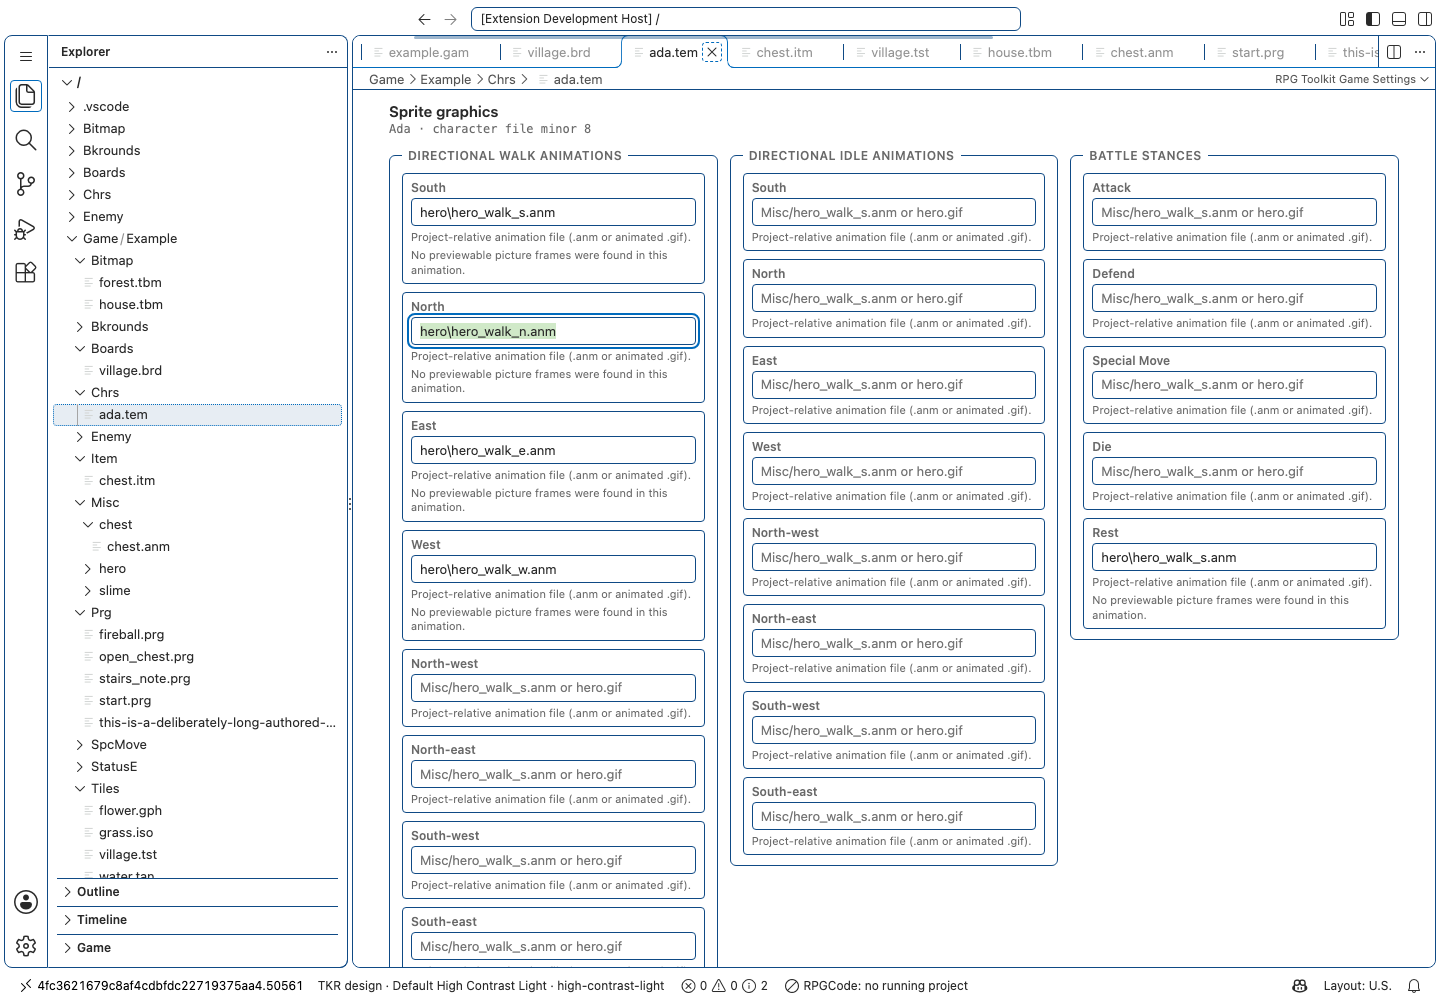 [Extension Development Host] /
Explorer
/
.vscode
Bitmap
Bkrounds
Boards
Chrs
Enemy
Game / Example
Bitmap
forest.tbm
house.tbm
Bkrounds
Boards
village.brd
Chrs
ada.tem
Enemy
Item
chest.itm
Misc
chest
chest.anm
hero
slime
Prg
fireball.prg
open_chest.prg
stairs_note.prg
start.prg
this-is-a-deliberately-long-authored-...
SpcMove
StatusE
Tiles
flower.gph
grass.iso
village.tst
water.tan
Outline
Timeline
Game
example.gam
village.brd
ada.tem
chest.itm
village.tst
house.tbm
chest.anm
start.prg
this-is
Game > Example > Chrs > ada.tem
RPG Toolkit Game Settings
Sprite graphics
Ada · character file minor 8
DIRECTIONAL WALK ANIMATIONS
South
hero\hero_walk_s.anm
Project-relative animation file (.anm or animated .gif).
No previewable picture frames were found in this
animation.
North
hero\hero_walk_n.anm
Project-relative animation file (.anm or animated .gif).
No previewable picture frames were found in this
animation.
East
hero\hero_walk_e.anm
Project-relative animation file (.anm or animated .gif).
No previewable picture frames were found in this
animation.
West
hero\hero_walk_w.anm
Project-relative animation file (.anm or animated .gif).
No previewable picture frames were found in this
animation.
North-west
Misc/hero_walk_s.anm or hero.gif
Project-relative animation file (.anm or animated .gif).
North-east
Misc/hero_walk_s.anm or hero.gif
Project-relative animation file (.anm or animated .gif).
South-west
Misc/hero_walk_s.anm or hero.gif
Project-relative animation file (.anm or animated .gif).
South-east
Misc/hero_walk_s.anm or hero.gif
DIRECTIONAL IDLE ANIMATIONS
South
Misc/hero_walk_s.anm or hero.gif
Project-relative animation file (.anm or animated .gif).
North
Misc/hero_walk_s.anm or hero.gif
Project-relative animation file (.anm or animated .gif).
East
Misc/hero_walk_s.anm or hero.gif
Project-relative animation file (.anm or animated .gif).
West
Misc/hero_walk_s.anm or hero.gif
Project-relative animation file (.anm or animated .gif).
North-west
Misc/hero_walk_s.anm or hero.gif
Project-relative animation file (.anm or animated .gif).
North-east
Misc/hero_walk_s.anm or hero.gif
Project-relative animation file (.anm or animated .gif).
South-west
Misc/hero_walk_s.anm or hero.gif
Project-relative animation file (.anm or animated .gif).
South-east
Misc/hero_walk_s.anm or hero.gif
Project-relative animation file (.anm or animated .gif).
BATTLE STANCES
Attack
Misc/hero_walk_s.anm or hero.gif
Project-relative animation file (.anm or animated .gif).
Defend
Misc/hero_walk_s.anm or hero.gif
Project-relative animation file (.anm or animated .gif).
Special Move
Misc/hero_walk_s.anm or hero.gif
Project-relative animation file (.anm or animated .gif).
Die
Misc/hero_walk_s.anm or hero.gif
Project-relative animation file (.anm or animated .gif).
Rest
hero\hero_walk_s.anm
Project-relative animation file (.anm or animated .gif).
No previewable picture frames were found in this
animation.
4fc3621679c8af4cdbfdc22719375aa4.50561
TKR design · Default High Contrast Light · high-contrast-light
0 0 2
RPGCode: no running project
Layout: U.S.